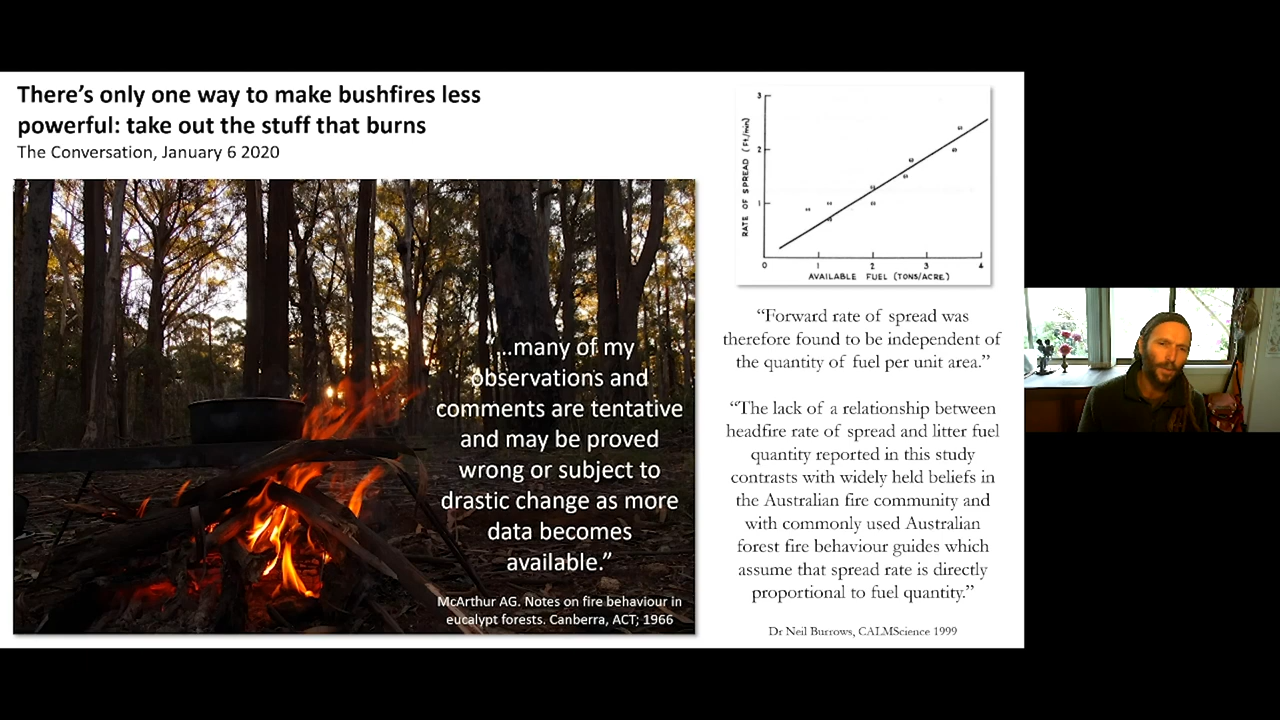 There's only one way to make bushfires less
powerful: take out the stuff that burns
The Conversation, January 6 2020
"...many of my
observations and
comments are tentative
and may be proved
wrong or subject to
drastic change as more
data becomes
available."
McArthur AG. Notes on fire behaviour in
eucalypt forests. Canberra, ACT; 1966
RATE OF SPREAD (Ft/min)
3
2
1
0 1 2 3 4
AVAILABLE FUEL (TONS/ACRE)
"Forward rate of spread was
therefore found to be independent of
the quantity of fuel per unit area."
"The lack of a relationship between
headfire rate of spread and litter fuel
quantity reported in this study
contrasts with widely held beliefs in
the Australian fire community and
with commonly used Australian
forest fire behaviour guides which
assume that spread rate is directly
proportional to fuel quantity."
Dr Neil Burrows, CALMScience 1999